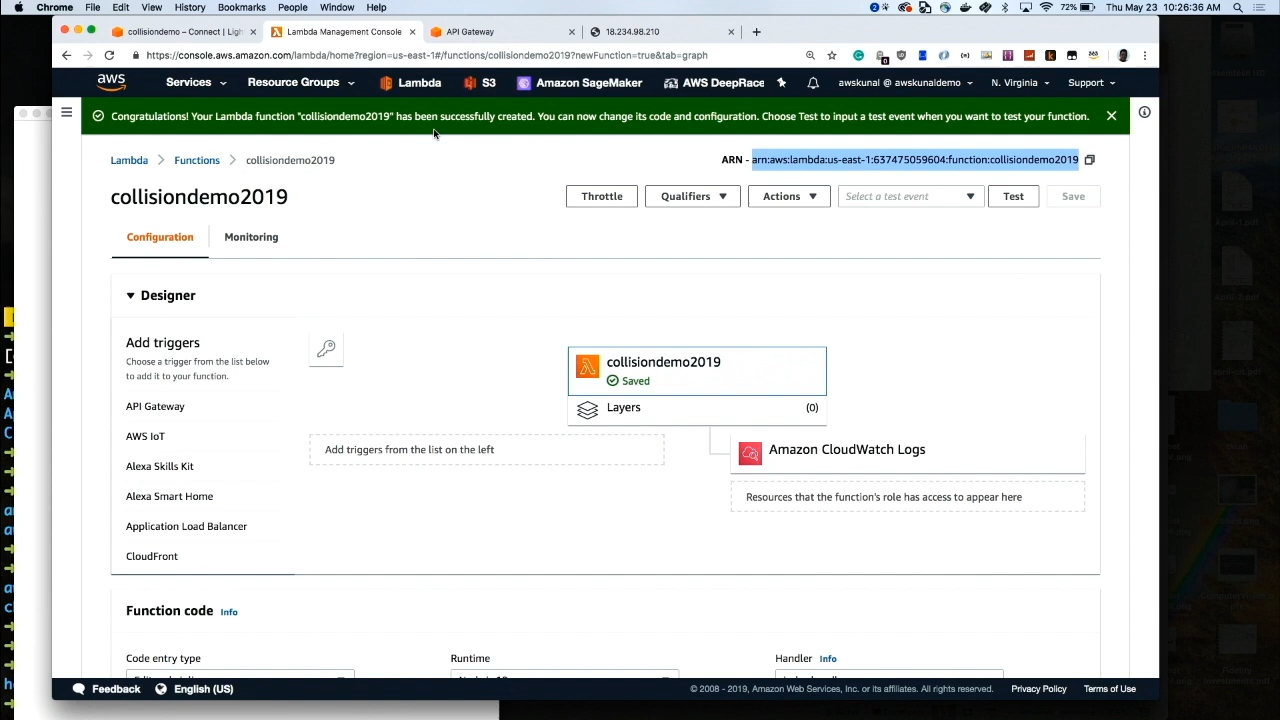 Chrome File Edit View History Bookmarks People Window Help 2 72% Thu May 23 10:26:36 AM
collisiondemo – Connect | Ligh Lambda Management Console API Gateway 18.234.98.210
https://console.aws.amazon.com/lambda/home?region=us-east-1#/functions/collisiondemo2019?newFunction=true&tab=graph
aws Services Resource Groups Lambda S3 Amazon SageMaker AWS DeepRace awskunal @ awskunaldemo N. Virginia Support
Congratulations! Your Lambda function "collisiondemo2019" has been successfully created. You can now change its code and configuration. Choose Test to input a test event when you want to test your function.
Lambda Functions collisiondemo2019 ARN - arn:aws:lambda:us-east-1:637475059604:function:collisiondemo2019
collisiondemo2019 Throttle Qualifiers Actions Select a test event Test Save
Configuration Monitoring
Designer
Add triggers
Choose a trigger from the list below
to add it to your function.
API Gateway
AWS IoT
Alexa Skills Kit
Alexa Smart Home
Application Load Balancer
CloudFront
collisiondemo2019
Saved
Layers (0)
Add triggers from the list on the left
Amazon CloudWatch Logs
Resources that the function's role has access to appear here
Function code Info
Code entry type Runtime Handler Info
Feedback English (US) © 2008 - 2019, Amazon Web Services, Inc. or its affiliates. All rights reserved. Privacy Policy Terms of Use